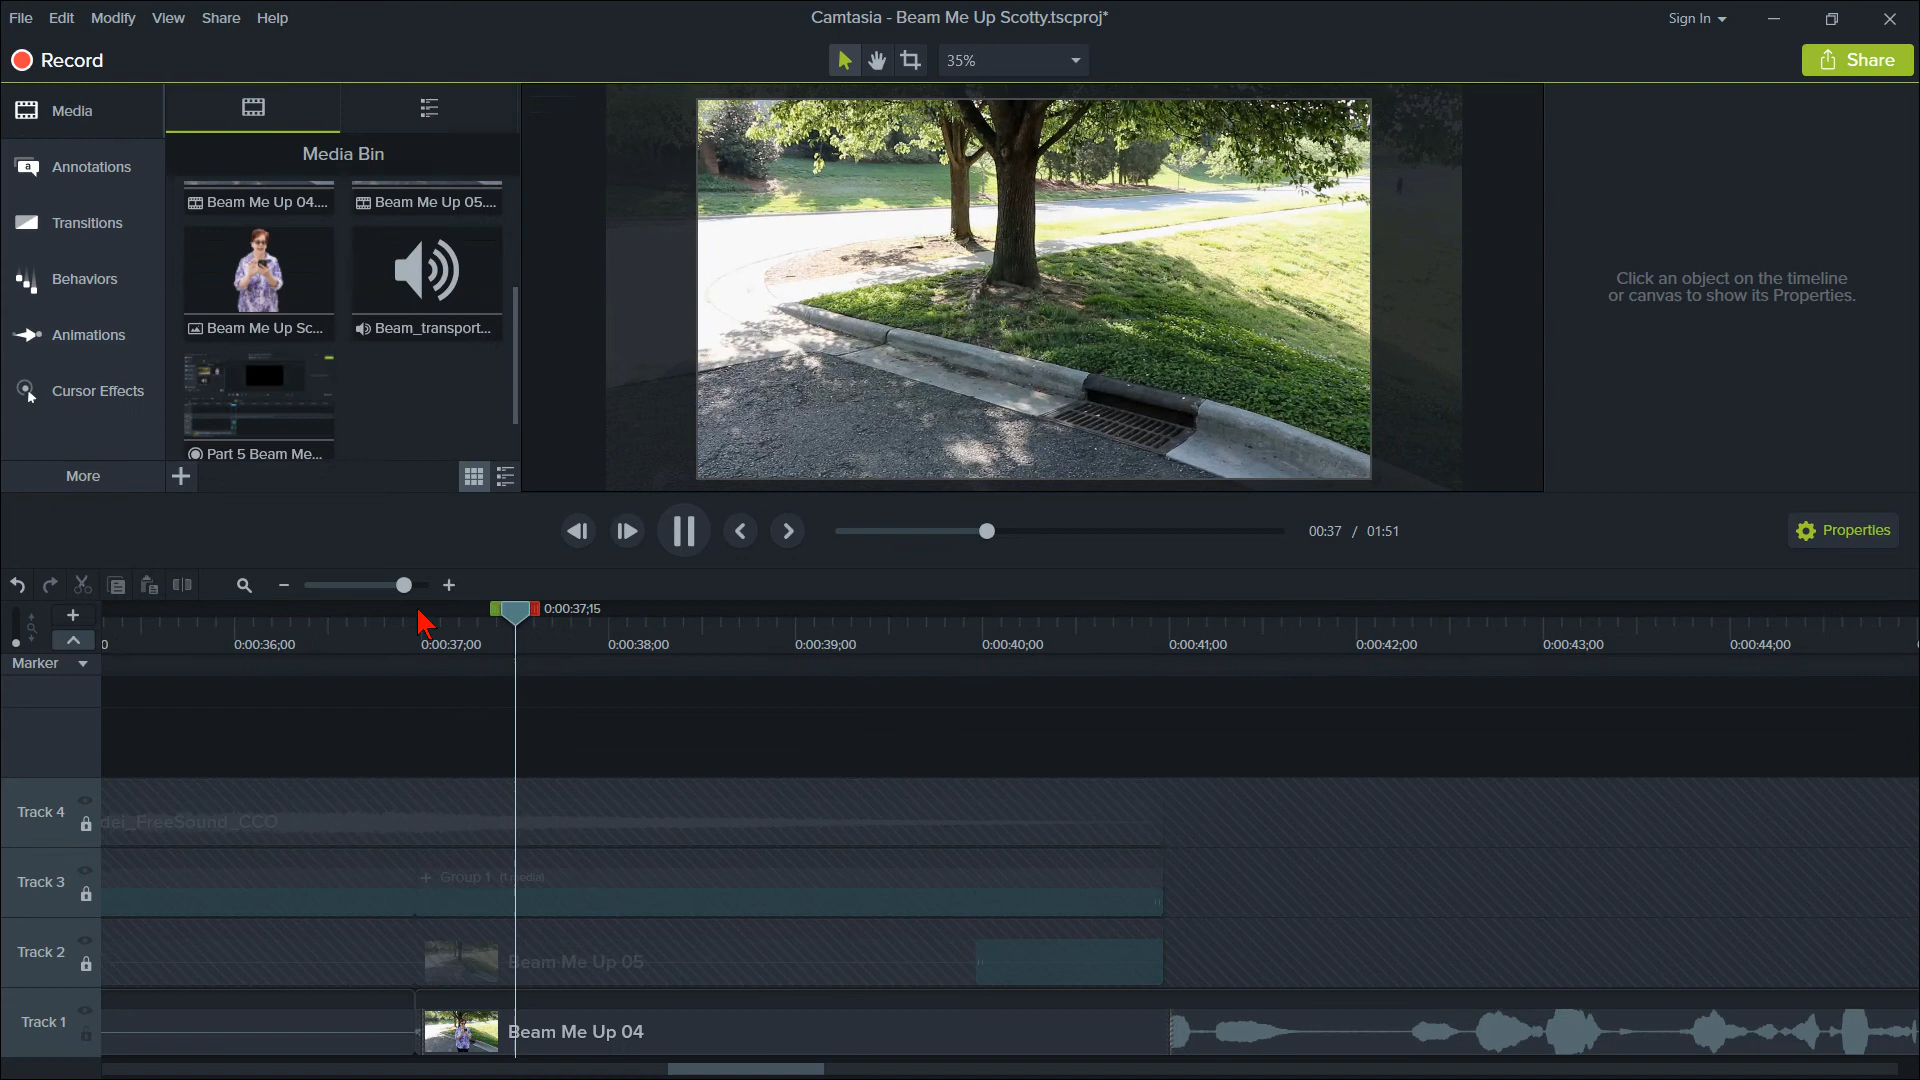 File Edit Modify View Share Help
Camtasia - Beam Me Up Scotty.tscproj*
Sign In
Record
35%
Share
Media
Annotations
Transitions
Behaviors
Animations
Cursor Effects
More
Media Bin
Beam Me Up 04....
Beam Me Up 05....
Beam Me Up Sc...
Beam_transport...
Part 5 Beam Me...
Click an object on the timeline
or canvas to show its Properties.
00:37 / 01:51
Properties
0:00:37;15
0:00:36;00
0:00:37;00
0:00:38;00
0:00:39;00
0:00:40;00
0:00:41;00
0:00:42;00
0:00:43;00
0:00:44;00
Marker
Track 4
dei_FreeSound_CCO
Track 3
+ Group 1 (1 media)
Track 2
Beam Me Up 05
Track 1
Beam Me Up 04